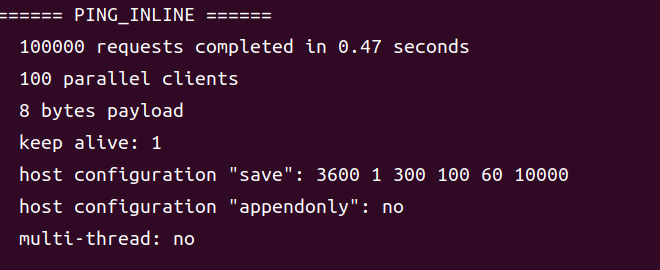 ====== PING_INLINE ======
100000 requests completed in 0.47 seconds
100 parallel clients
8 bytes payload
keep alive: 1
host configuration "save": 3600 1 300 100 60 10000
host configuration "appendonly": no
multi-thread: no